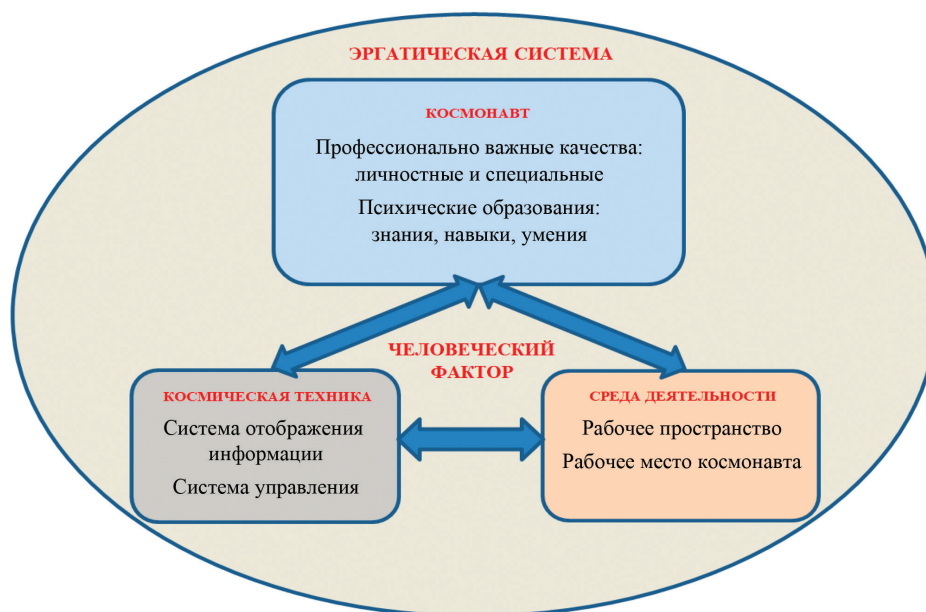 ЭРГАТИЧЕСКАЯ СИСТЕМА
КОСМОНАВТ
Профессионально важные качества:
личностные и специальные
Психические образования:
знания, навыки, умения
ЧЕЛОВЕЧЕСКИЙ
ФАКТОР
КОСМИЧЕСКАЯ ТЕХНИКА
Система отображения
информации
Система управления
СРЕДА ДЕЯТЕЛЬНОСТИ
Рабочее пространство
Рабочее место космонавта